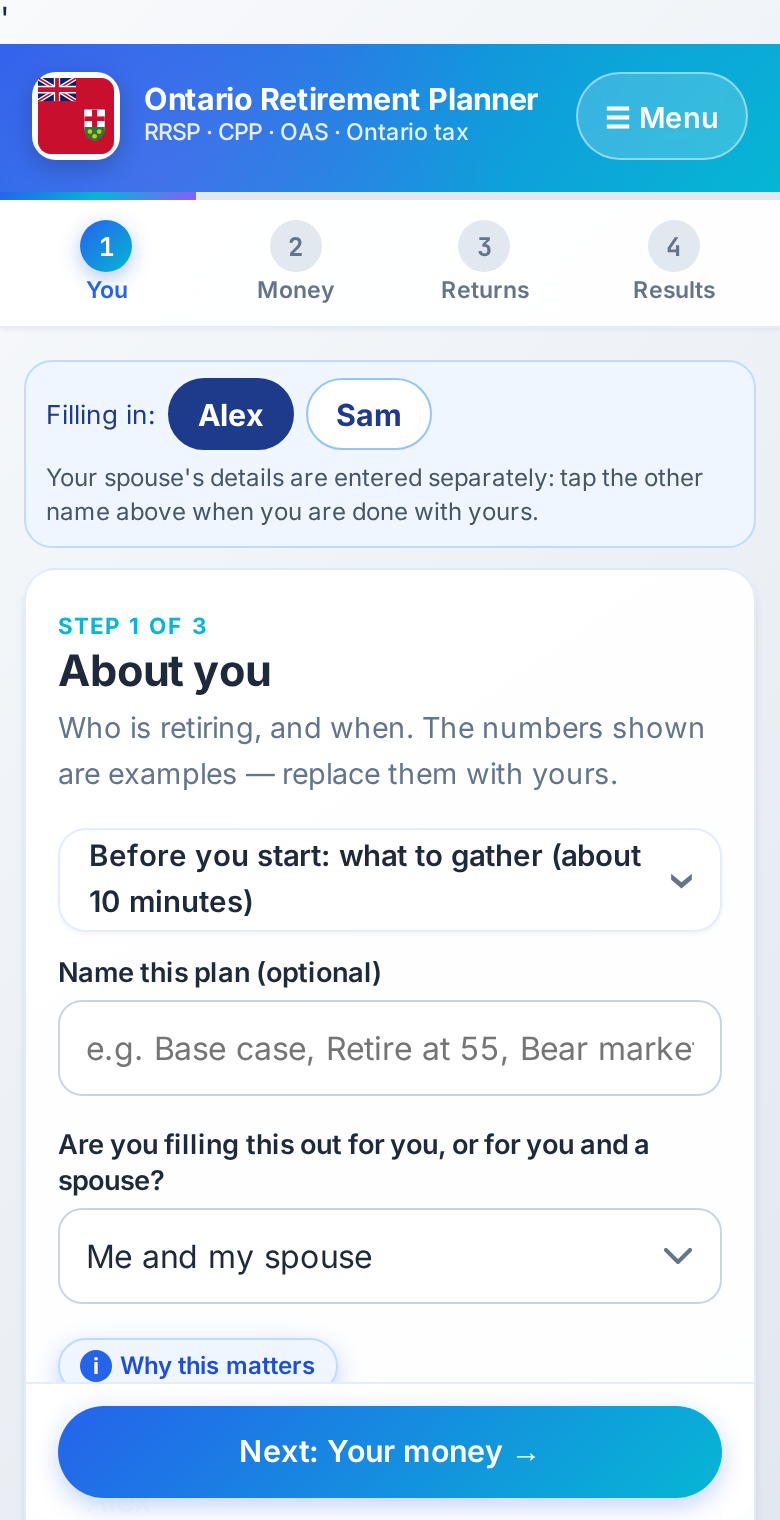 '
Ontario Retirement Planner
RRSP · CPP · OAS · Ontario tax
☰ Menu
1
2
3
4
You
Money
Returns
Results
Filling in:
Alex
Sam
Your spouse's details are entered separately: tap the other
name above when you are done with yours.
STEP 1 OF 3
About you
Who is retiring, and when. The numbers shown
are examples — replace them with yours.
Before you start: what to gather (about
10 minutes)
Name this plan (optional)
e.g. Base case, Retire at 55, Bear market
Are you filling this out for you, or for you and a
spouse?
Me and my spouse
i Why this matters
Next: Your money →